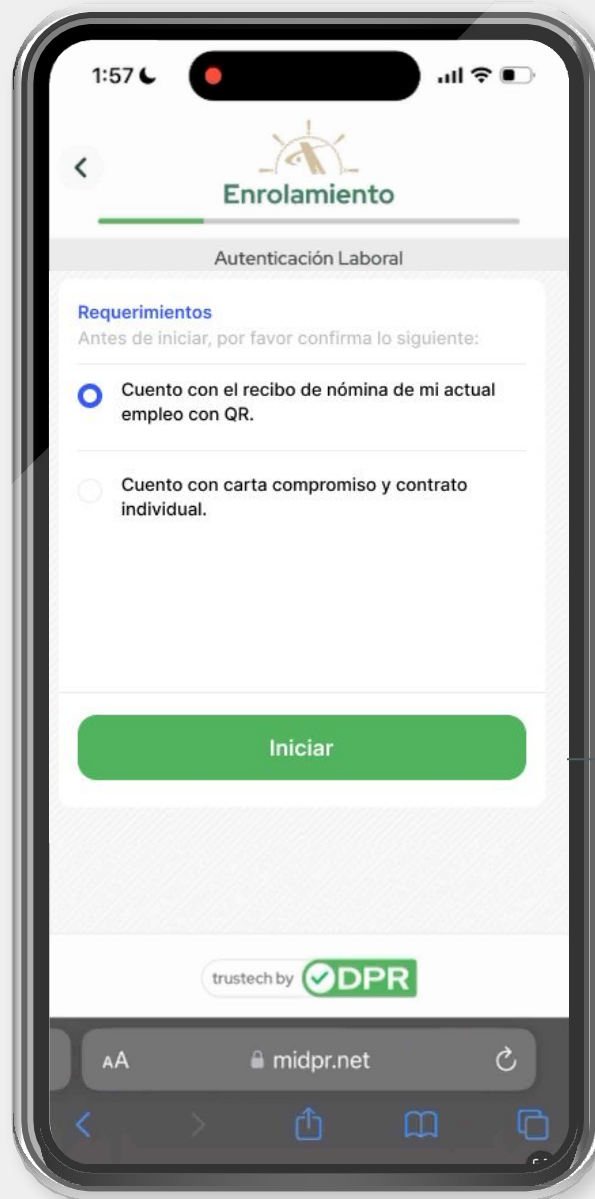 1:57
Enrolamiento
Autenticación Laboral
Requerimientos
Antes de iniciar, por favor confirma lo siguiente:
Cuento con el recibo de nómina de mi actual
empleo con QR.
Cuento con carta compromiso y contrato
individual.
Iniciar
trustech by DPR
AA midpr.net